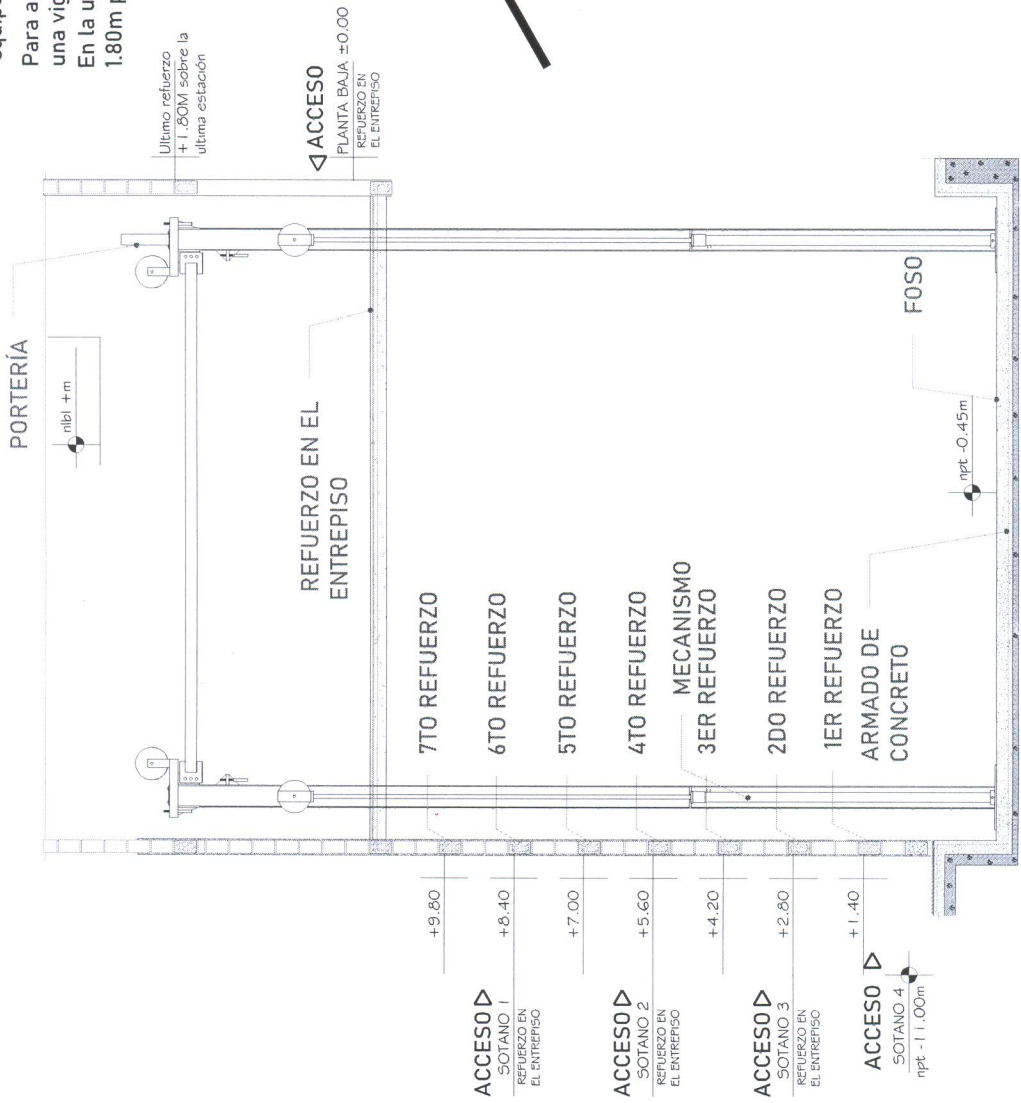 equipo
Para a
una vig
En la u
1.80m p
Ultimo refuerzo
+1.80M sobre la
ultima estación
ACCESO
PLANTA BAJA ±0.00
REFUERZO EN
EL ENTREPISO
PORTERÍA
nlbl +m
REFUERZO EN EL
ENTREPISO
FOSO
npt -0.45m
7TO REFUERZO
6TO REFUERZO
5TO REFUERZO
4TO REFUERZO
MECANISMO
3ER REFUERZO
2DO REFUERZO
1ER REFUERZO
ARMADO DE
CONCRETO
+9.80
+8.40
+7.00
+5.60
+4.20
+2.80
+1.40
ACCESO
SOTANO 1
REFUERZO EN
EL ENTREPISO
ACCESO
SOTANO 2
REFUERZO EN
EL ENTREPISO
ACCESO
SOTANO 3
REFUERZO EN
EL ENTREPISO
ACCESO
SOTANO 4
npt -11.00m